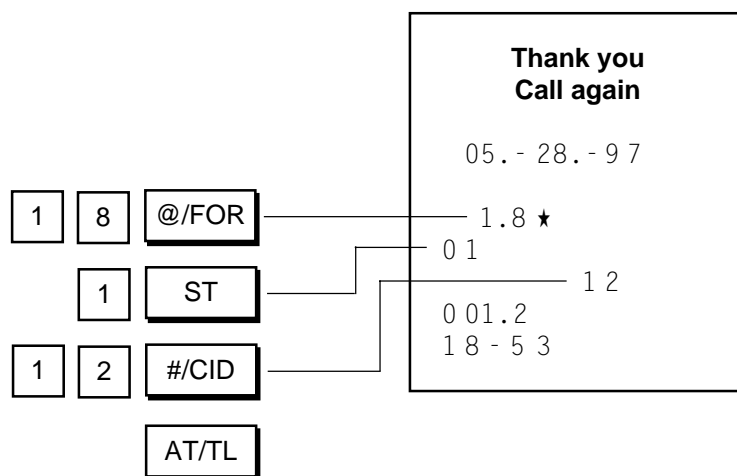 Thank you
Call again
05.-28.-97
1 8 @/FOR
1.8★
01
1 ST
12
1 2 #/CID
001.2
18-53
AT/TL